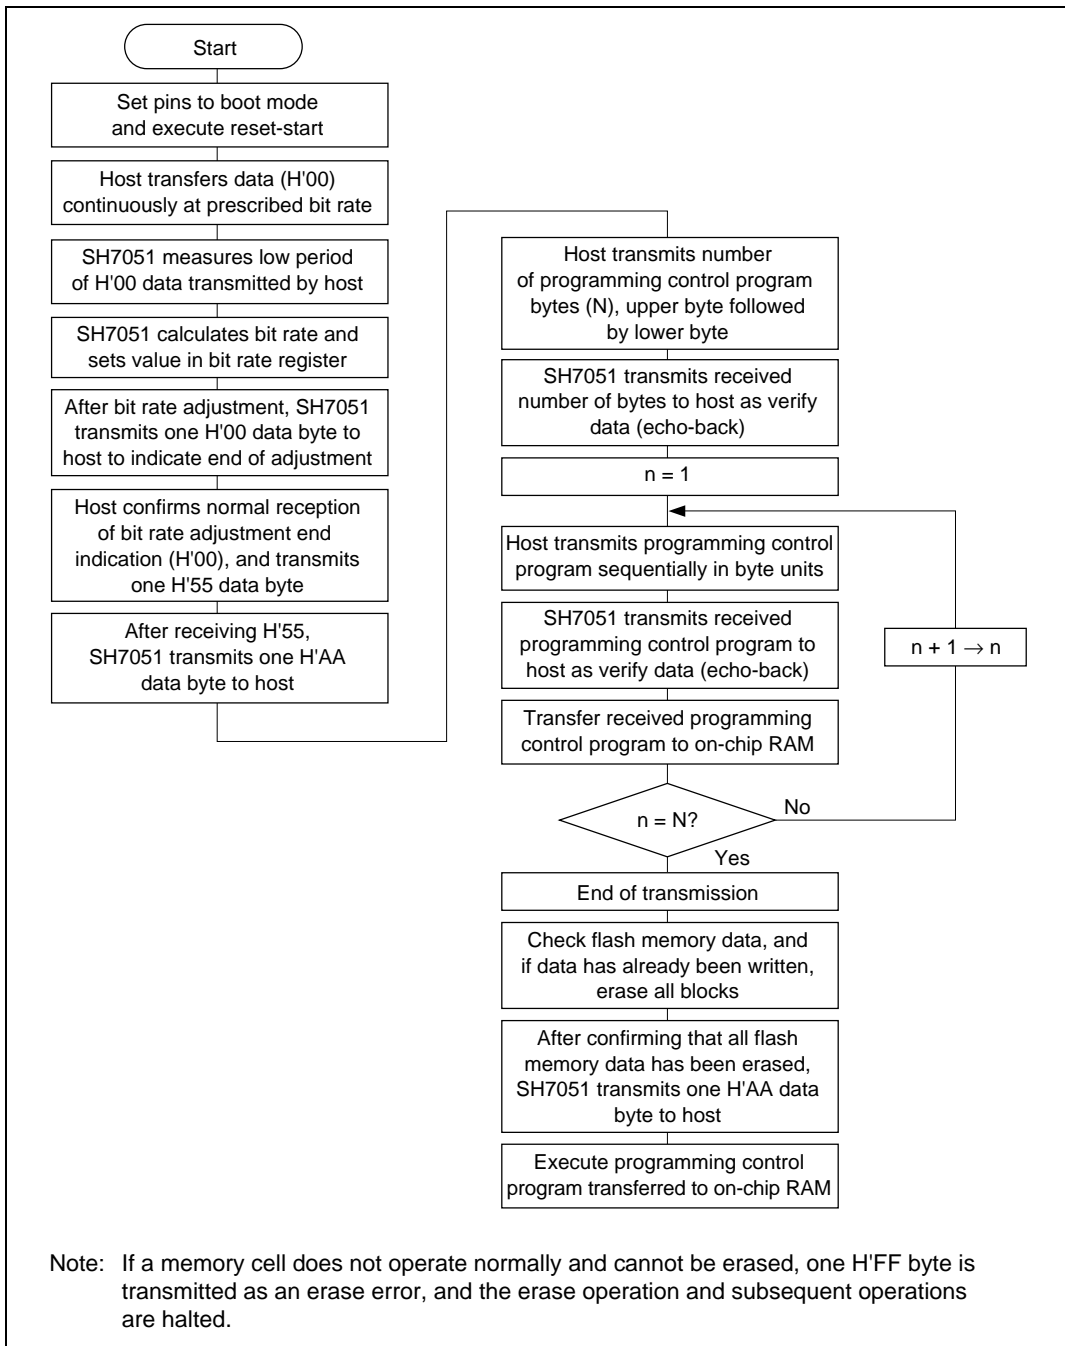 Start
Set pins to boot mode
and execute reset-start
Host transfers data (H'00)
continuously at prescribed bit rate
SH7051 measures low period
of H'00 data transmitted by host
SH7051 calculates bit rate and
sets value in bit rate register
After bit rate adjustment, SH7051
transmits one H'00 data byte to
host to indicate end of adjustment
Host confirms normal reception
of bit rate adjustment end
indication (H'00), and transmits
one H'55 data byte
After receiving H'55,
SH7051 transmits one H'AA
data byte to host
Host transmits number
of programming control program
bytes (N), upper byte followed
by lower byte
SH7051 transmits received
number of bytes to host as verify
data (echo-back)
n = 1
Host transmits programming control
program sequentially in byte units
SH7051 transmits received
programming control program to
host as verify data (echo-back)
n + 1 → n
Transfer received programming
control program to on-chip RAM
n = N?
No
Yes
End of transmission
Check flash memory data, and
if data has already been written,
erase all blocks
After confirming that all flash
memory data has been erased,
SH7051 transmits one H'AA data
byte to host
Execute programming control
program transferred to on-chip RAM
Note: If a memory cell does not operate normally and cannot be erased, one H'FF byte is
transmitted as an erase error, and the erase operation and subsequent operations
are halted.